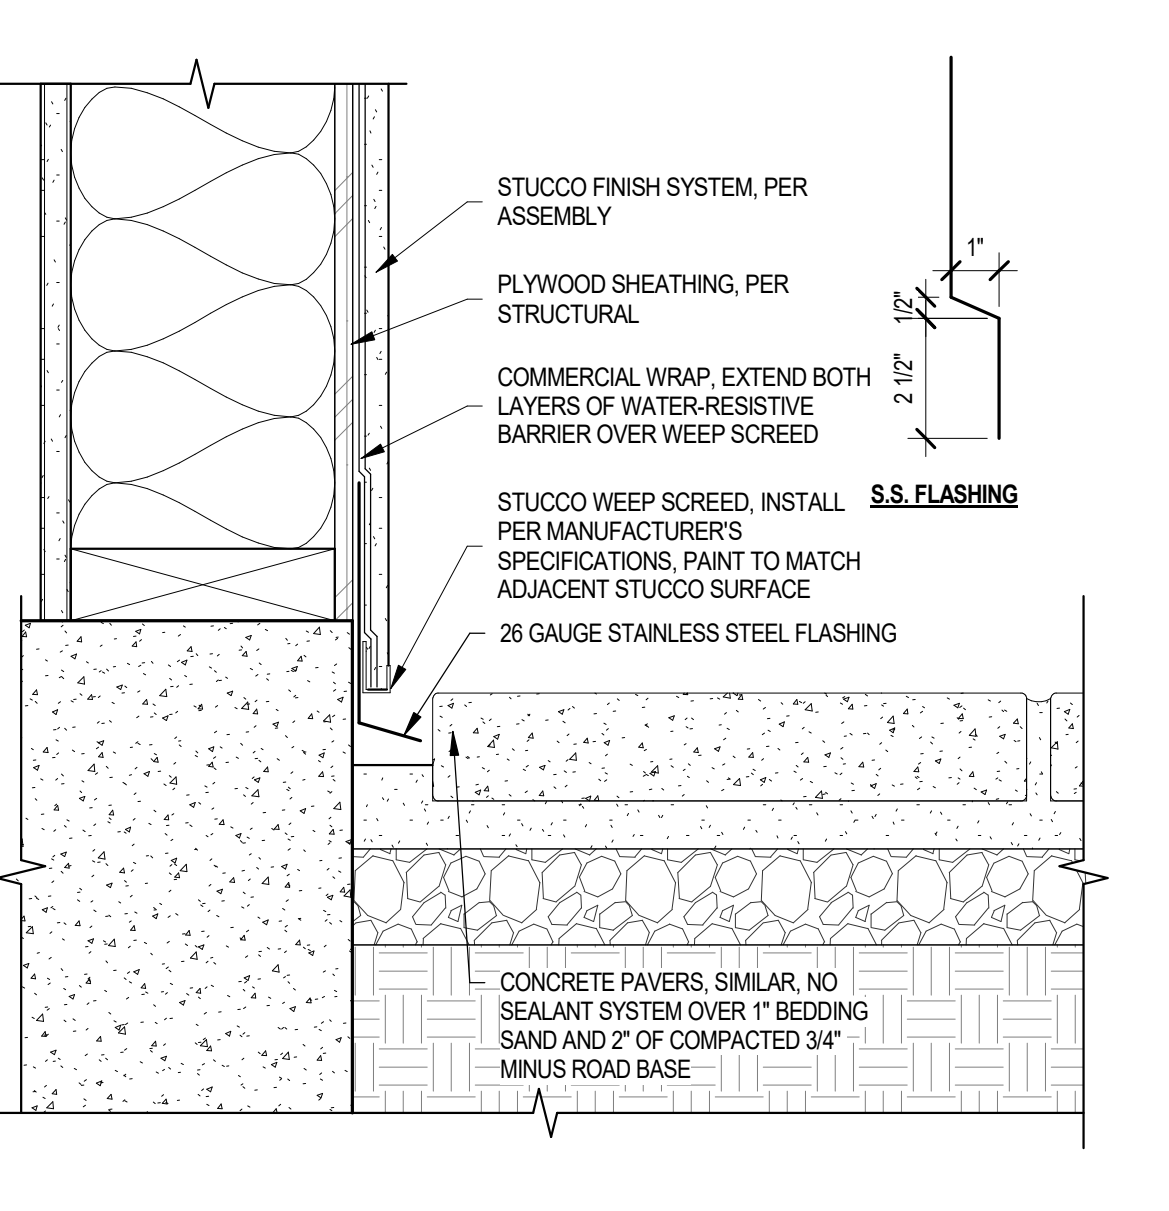 STUCCO FINISH SYSTEM, PER
ASSEMBLY
PLYWOOD SHEATHING, PER
STRUCTURAL
COMMERCIAL WRAP, EXTEND BOTH
LAYERS OF WATER-RESISTIVE
BARRIER OVER WEEP SCREED
STUCCO WEEP SCREED, INSTALL
PER MANUFACTURER'S
SPECIFICATIONS, PAINT TO MATCH
ADJACENT STUCCO SURFACE
26 GAUGE STAINLESS STEEL FLASHING
1"
1/2"
2 1/2"
S.S. FLASHING
CONCRETE PAVERS, SIMILAR, NO
SEALANT SYSTEM OVER 1" BEDDING
SAND AND 2" OF COMPACTED 3/4"
MINUS ROAD BASE